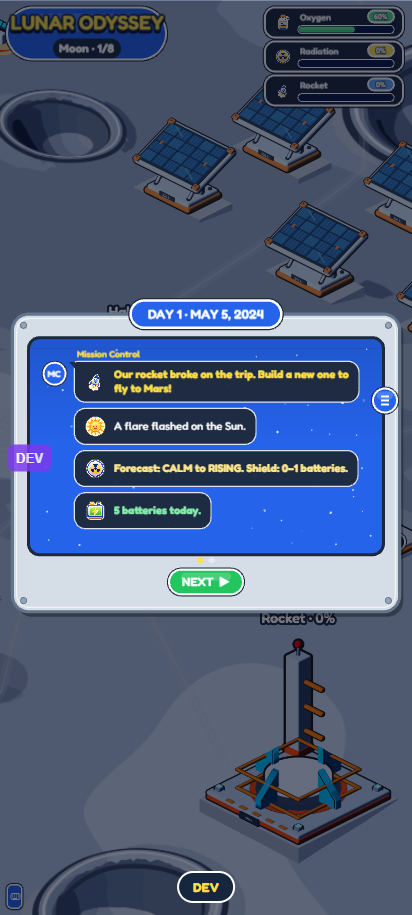 LUNAR ODYSSEY
Moon · 1/8
Oxygen 60%
Radiation 0%
Rocket 0%
DAY 1 · MAY 5, 2024
Mission Control
MC
Our rocket broke on the trip. Build a new one to
fly to Mars!
A flare flashed on the Sun.
DEV
Forecast: CALM to RISING. Shield: 0–1 batteries.
5 batteries today.
NEXT
Rocket · 0%
DEV